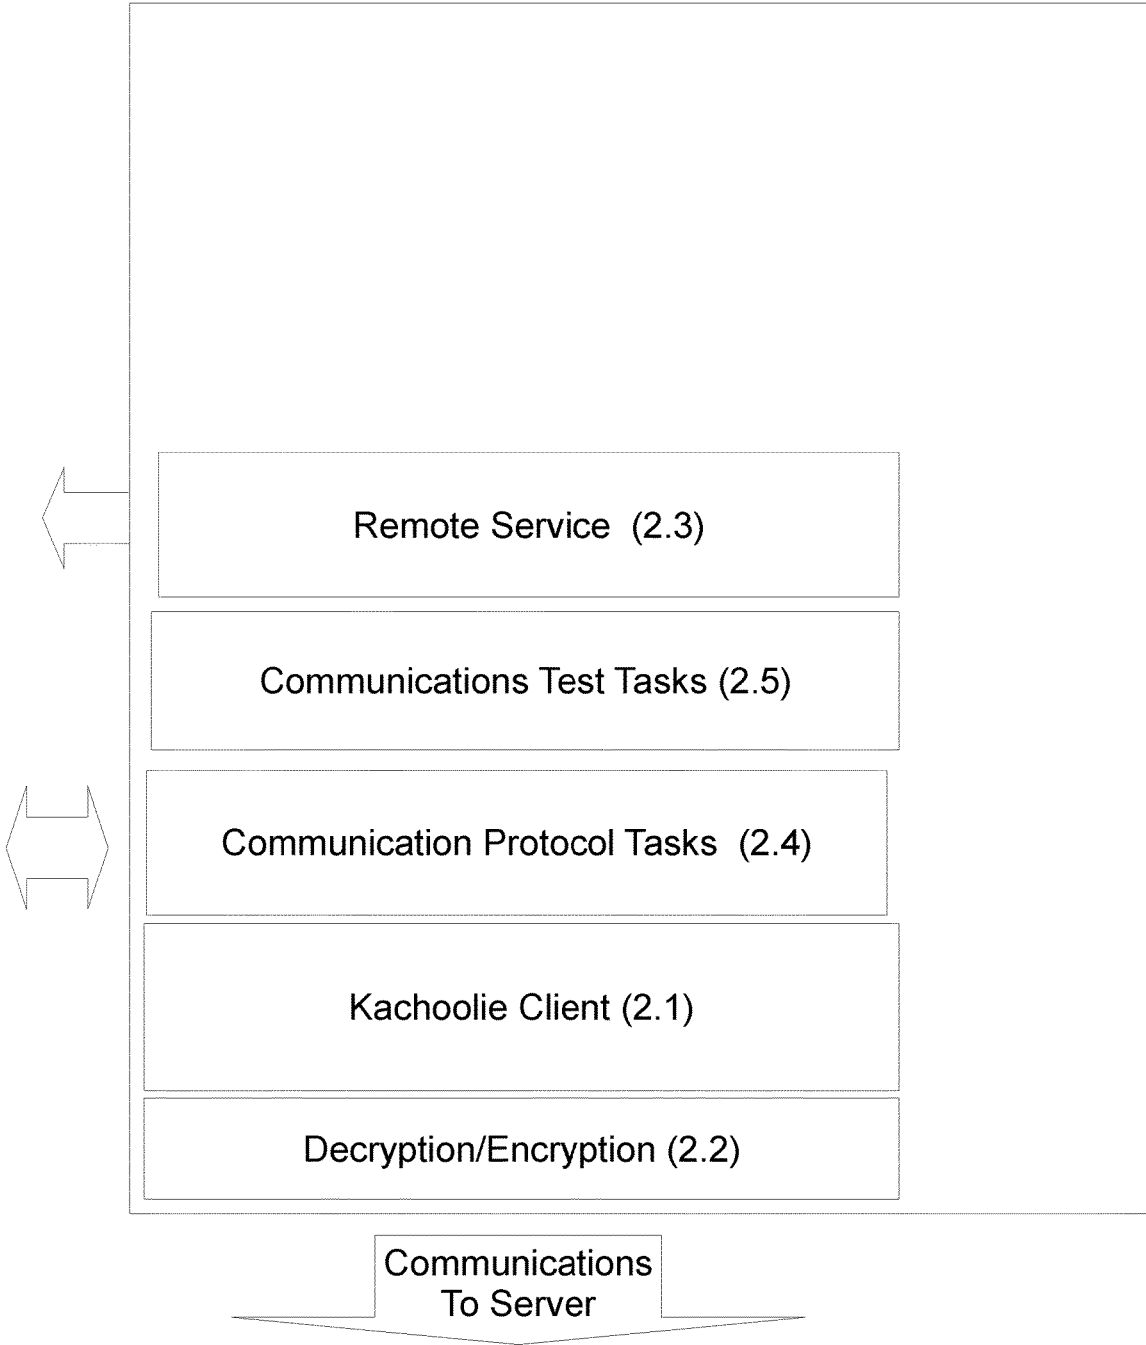 Remote Service  (2.3)
Communications Test Tasks (2.5)
Communication Protocol Tasks  (2.4)
Kachoolie Client (2.1)
Decryption/Encryption (2.2)
Communications
To Server